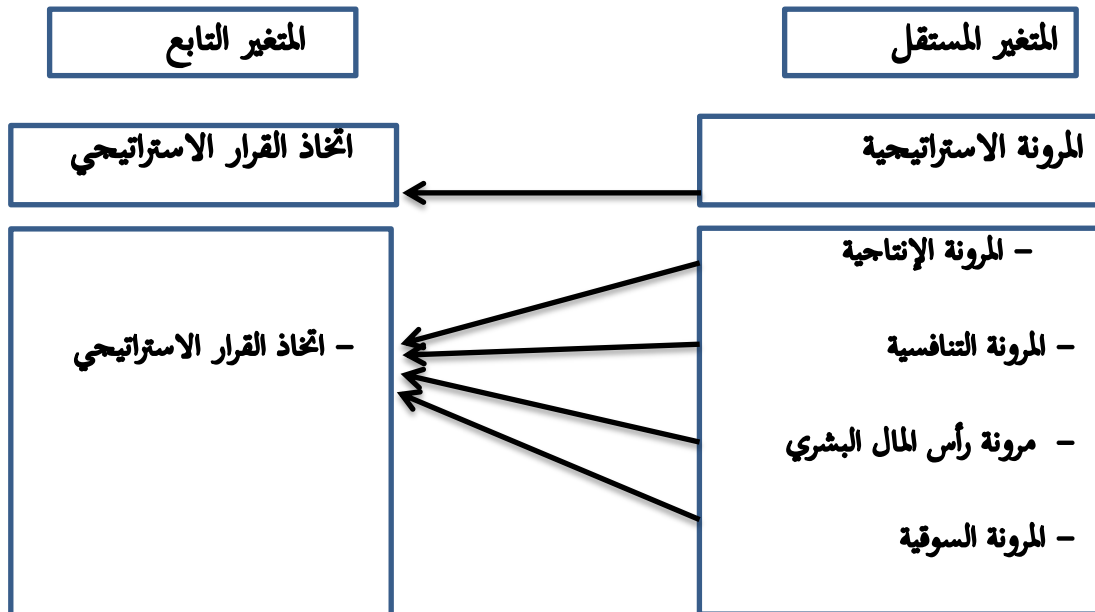 المتغير المستقل
المتغير التابع
المرونة الاستراتيجية
اتخاذ القرار الاستراتيجي
– المرونة الإنتاجية
– المرونة التنافسية
– مرونة رأس المال البشري
– المرونة السوقية
– اتخاذ القرار الاستراتيجي